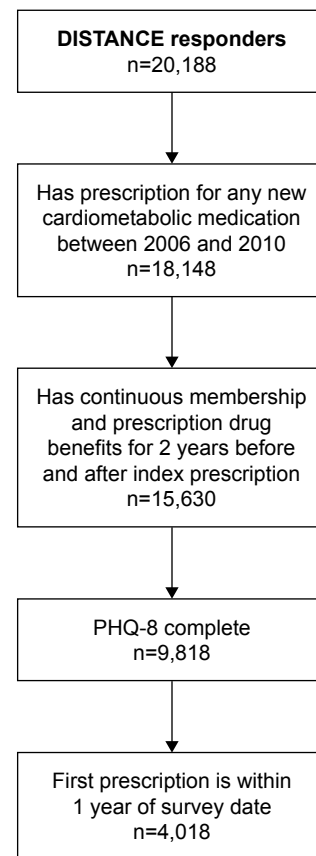 DISTANCE responders
n=20,188
Has prescription for any new
cardiometabolic medication
between 2006 and 2010
n=18,148
Has continuous membership
and prescription drug
benefits for 2 years before
and after index prescription
n=15,630
PHQ-8 complete
n=9,818
First prescription is within
1 year of survey date
n=4,018